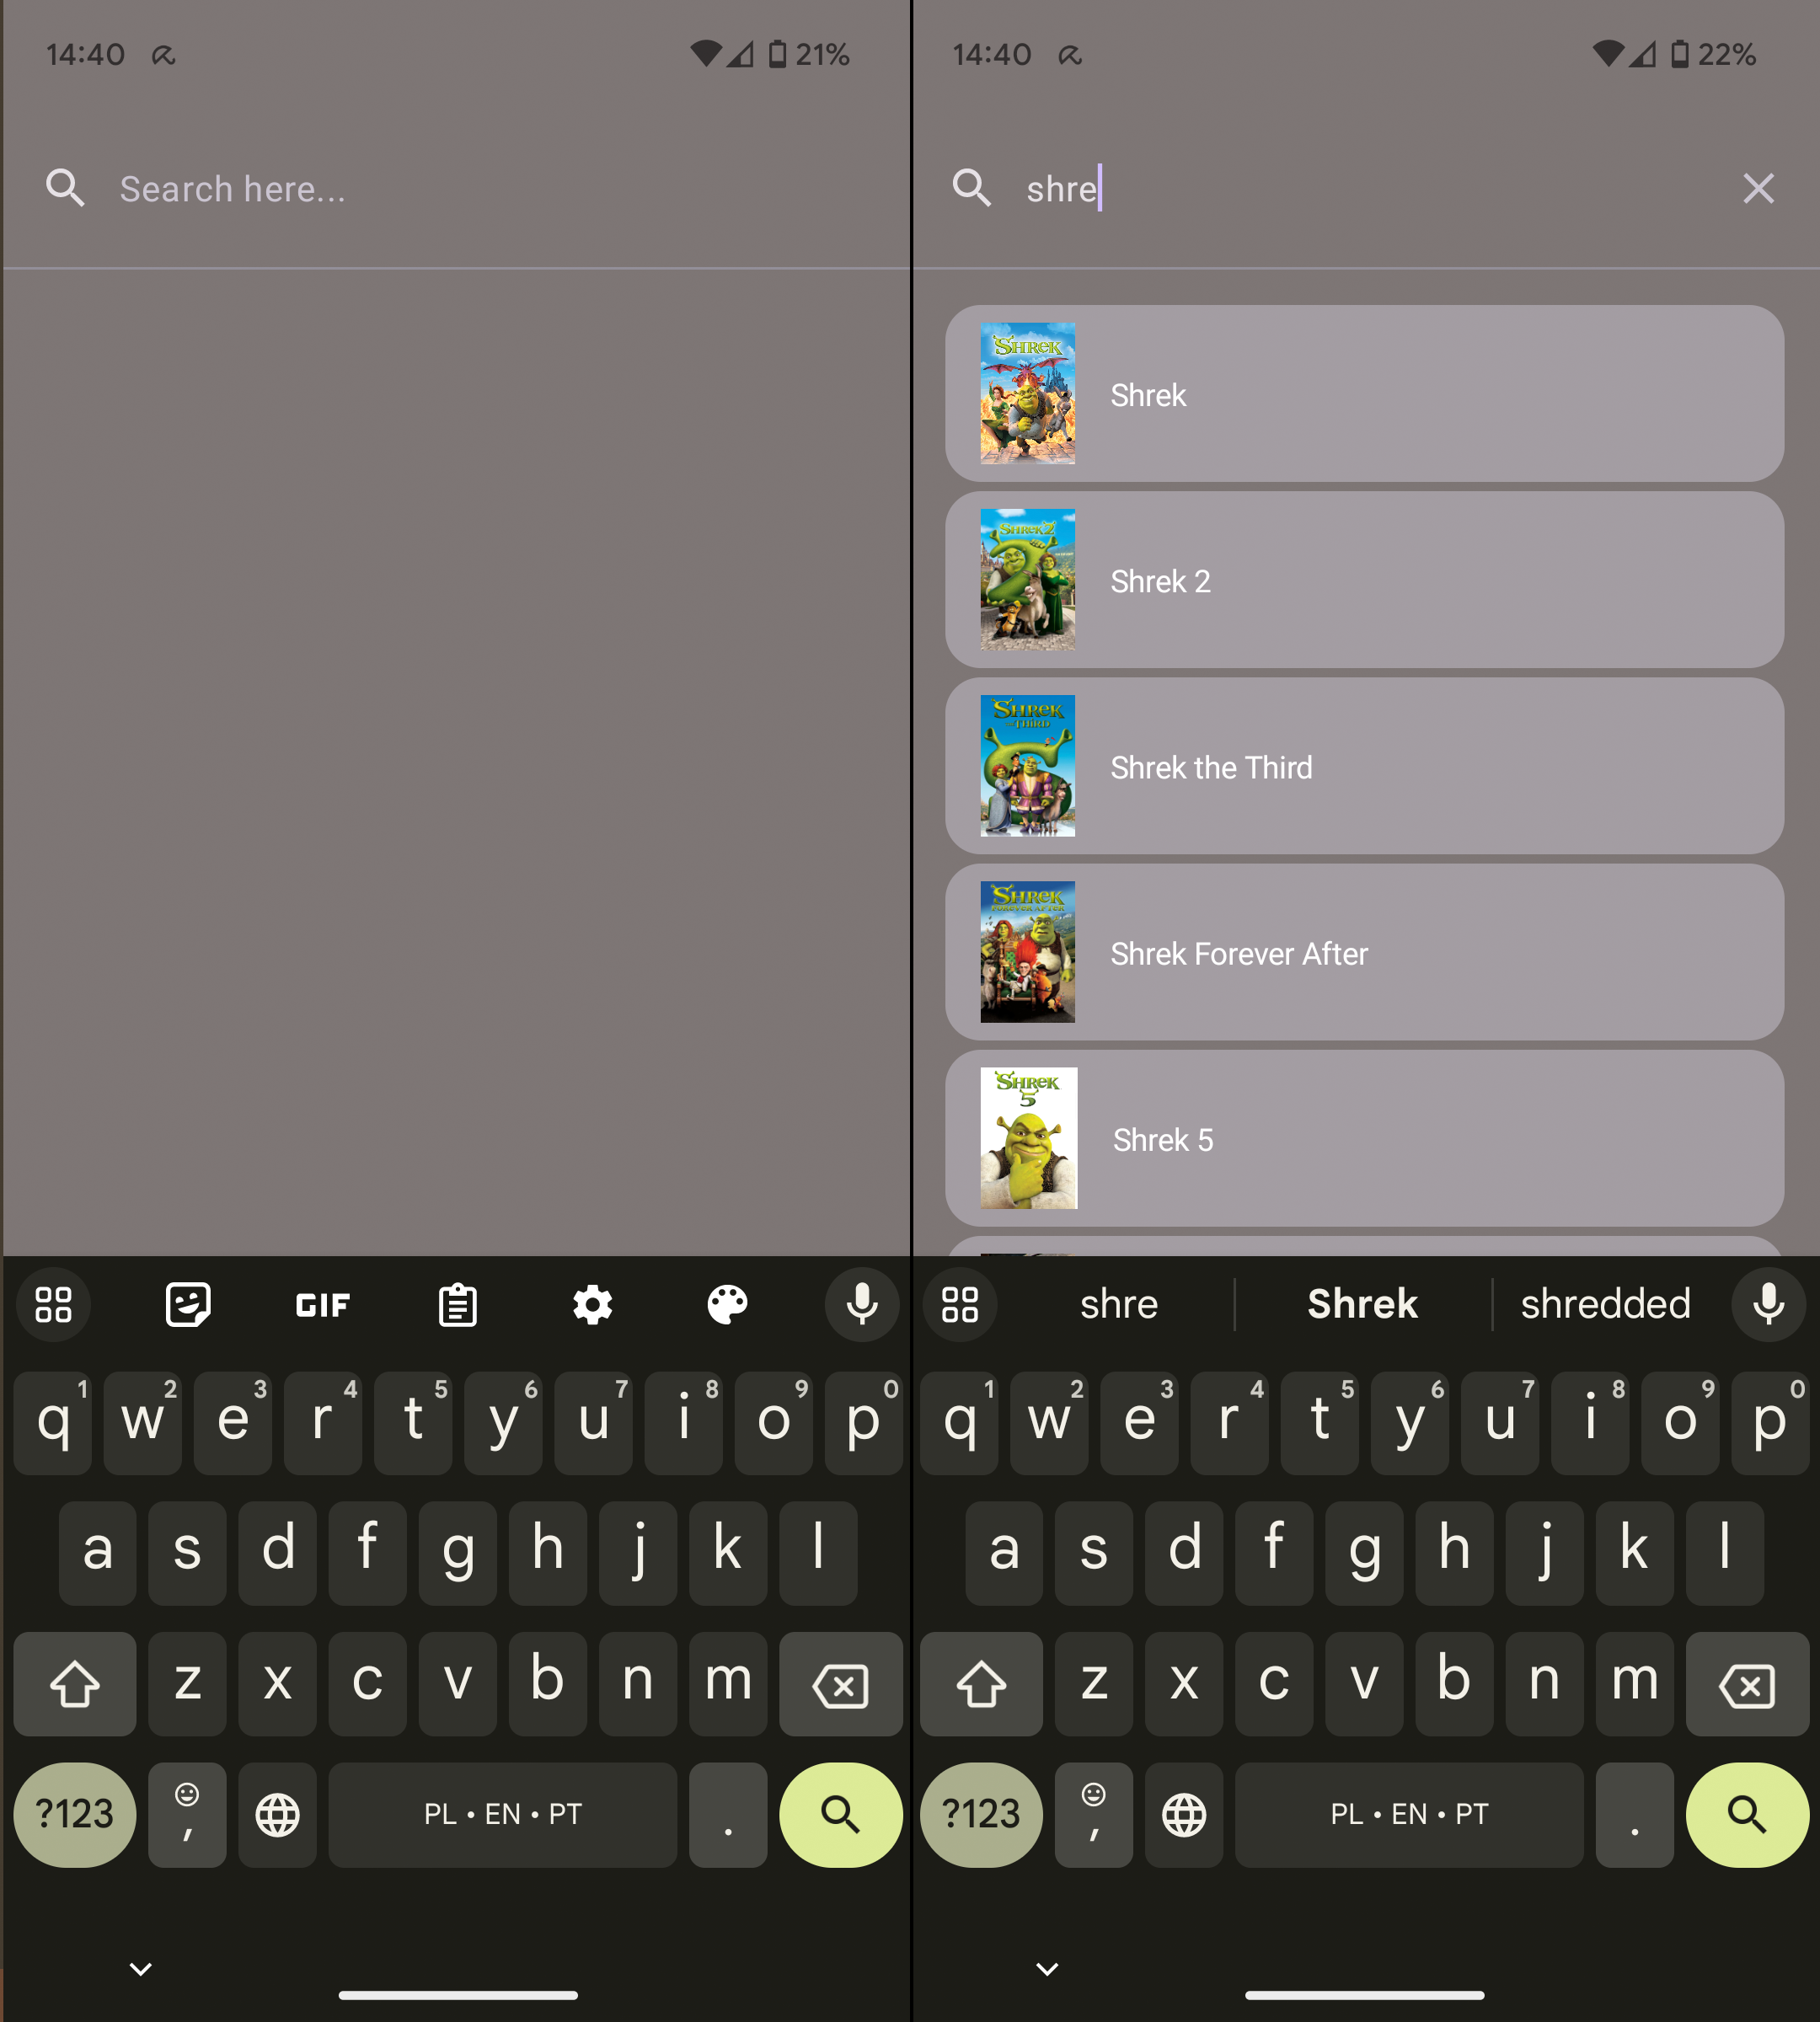 14:40
21%
Search here...
GIF
q1 w2 e3 r4 t5 y6 u7 i8 o9 p0
a s d f g h j k l
z x c v b n m
?123 , PL • EN • PT .
14:40
22%
shre
SHREK
Shrek
SHREK 2
Shrek 2
SHREK
THE THIRD
Shrek the Third
SHREK
FOREVER AFTER
Shrek Forever After
SHREK
5
Shrek 5
shre Shrek shredded
q1 w2 e3 r4 t5 y6 u7 i8 o9 p0
a s d f g h j k l
z x c v b n m
?123 , PL • EN • PT .